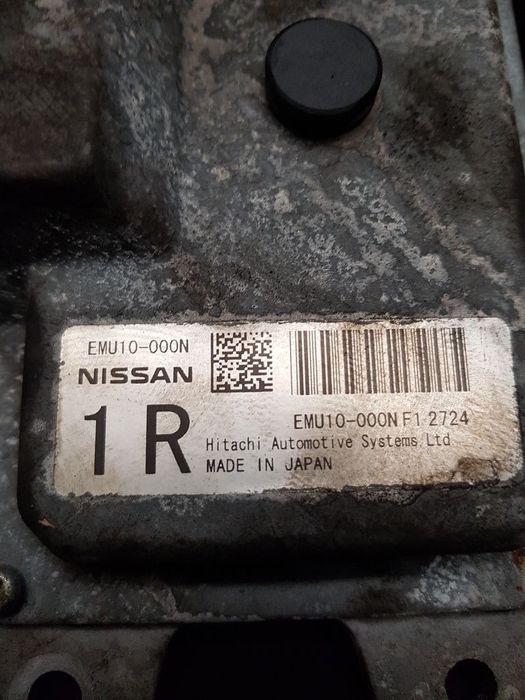 EMU10-000N
NISSAN
1 R
EMU10-000N F1 2724
Hitachi Automotive Systems,Ltd
MADE IN JAPAN